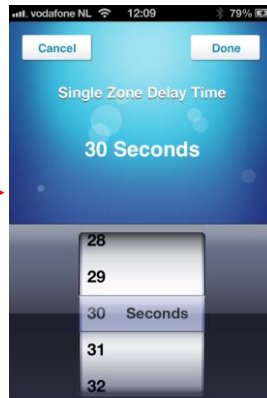 vodafone NL 12:09 79%
Cancel Done
Single Zone Delay Time
30 Seconds
28
29
30 Seconds
31
32